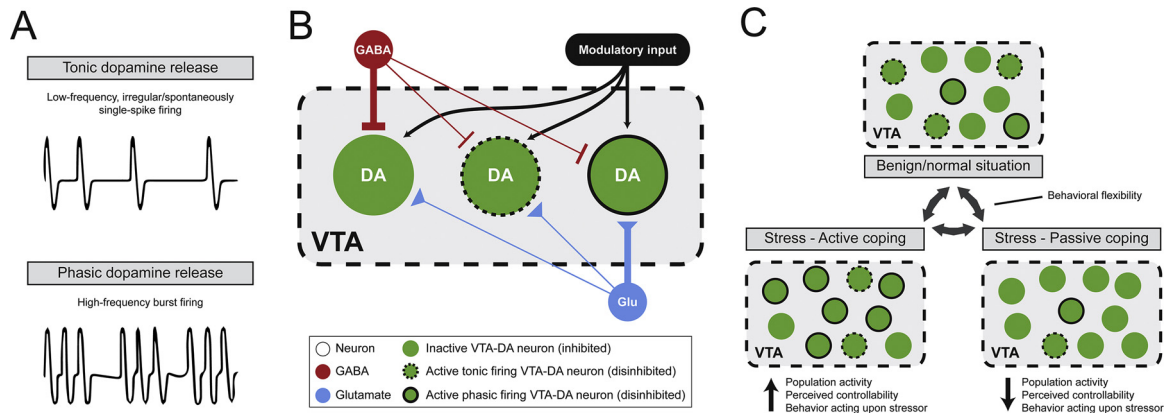 A
Tonic dopamine release
Low-frequency, irregular/spontaneously
single-spike firing
Phasic dopamine release
High-frequency burst firing
B
GABA
Modulatory input
DA
DA
DA
VTA
Glu
Neuron
GABA
Glutamate
Inactive VTA-DA neuron (inhibited)
Active tonic firing VTA-DA neuron (disinhibited)
Active phasic firing VTA-DA neuron (disinhibited)
C
VTA
Benign/normal situation
Behavioral flexibility
Stress - Active coping
Stress - Passive coping
VTA
VTA
Population activity
Perceived controllability
Behavior acting upon stressor
Population activity
Perceived controllability
Behavior acting upon stressor